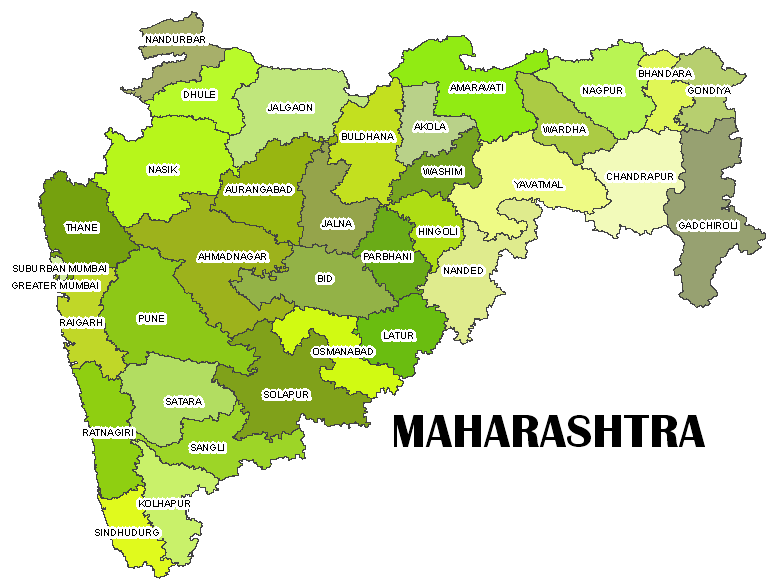 NANDURBAR
DHULE
JALGAON
BULDHANA
AKOLA
AMARAVATI
WARDHA
NAGPUR
BHANDARA
GONDIYA
NASIK
AURANGABAD
JALNA
WASHIM
YAVATMAL
CHANDRAPUR
GADCHIROLI
THANE
AHMADNAGAR
PARBHANI
HINGOLI
NANDED
SUBURBAN MUMBAI
GREATER MUMBAI
BID
RAIGARH
PUNE
OSMANABAD
LATUR
SATARA
SOLAPUR
RATNAGIRI
SANGLI
MAHARASHTRA
KOLHAPUR
SINDHUDURG